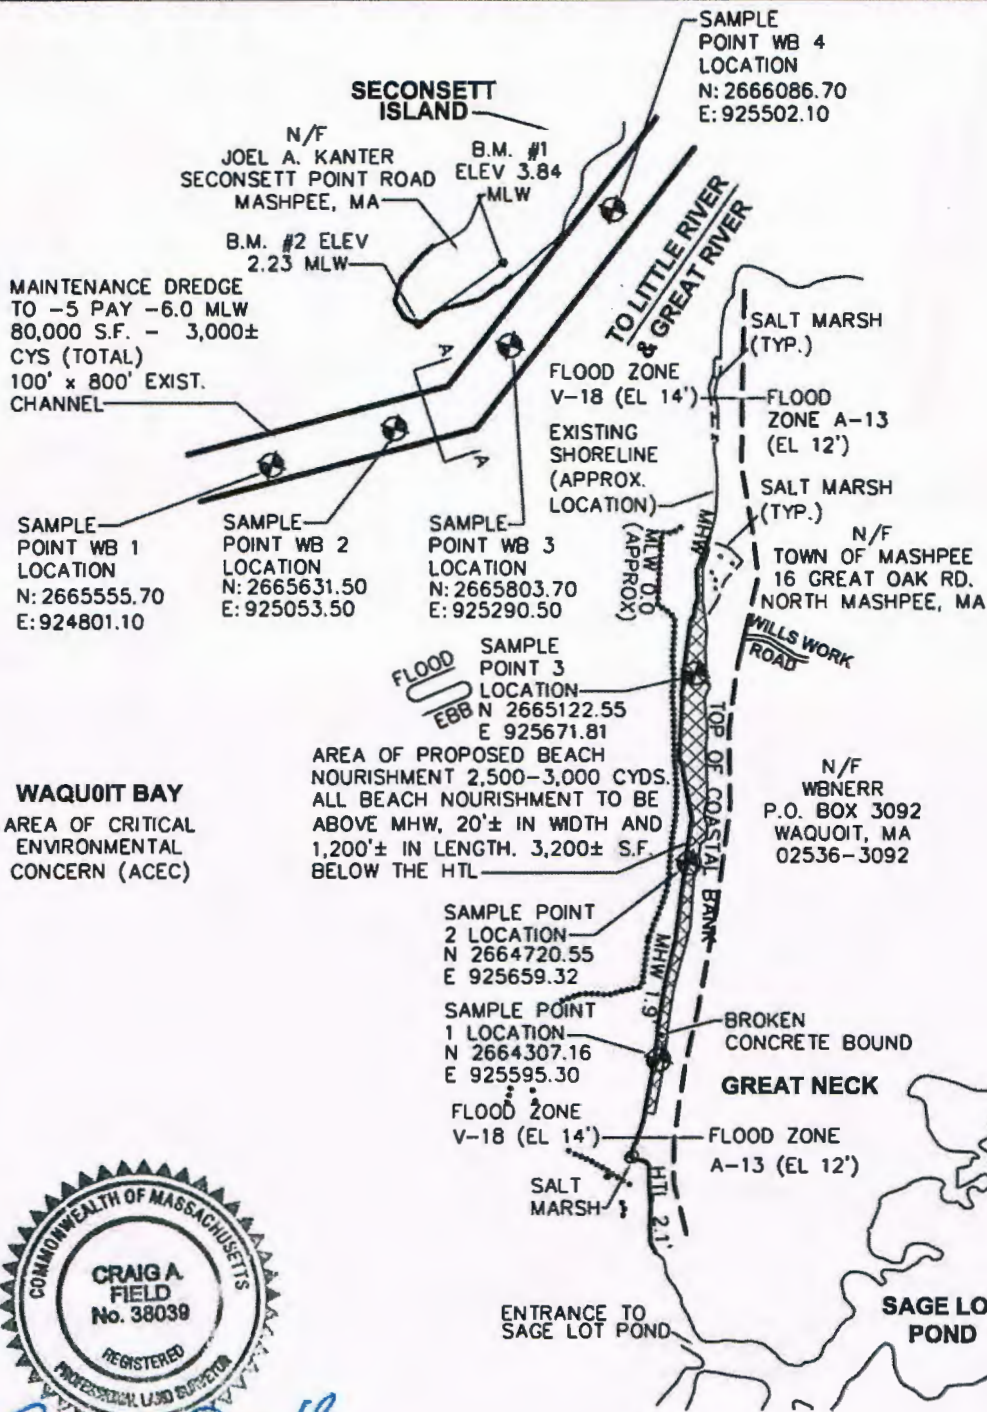 SAMPLE
POINT WB 4
LOCATION
N: 2666086.70
E: 925502.10
SECONSETT
ISLAND
N/F
JOEL A. KANTER
SECONSETT POINT ROAD
MASHPEE, MA
B.M. #1
ELEV 3.84
MLW
B.M. #2 ELEV
2.23 MLW
MAINTENANCE DREDGE
TO -5 PAY -6.0 MLW
80,000 S.F. - 3,000±
CYS (TOTAL)
100' x 800' EXIST.
CHANNEL
A
A
TO LITTLE RIVER
& GREAT RIVER
SALT MARSH
(TYP.)
FLOOD ZONE
V-18 (EL 14')
FLOOD
ZONE A-13
(EL 12')
EXISTING
SHORELINE
(APPROX.
LOCATION)
SALT MARSH
(TYP.)
MHW
MLW 0.0
(APPROX)
N/F
TOWN OF MASHPEE
16 GREAT OAK RD.
NORTH MASHPEE, MA
WILLS WORK
ROAD
SAMPLE
POINT WB 1
LOCATION
N: 2665555.70
E: 924801.10
SAMPLE
POINT WB 2
LOCATION
N: 2665631.50
E: 925053.50
SAMPLE
POINT WB 3
LOCATION
N: 2665803.70
E: 925290.50
FLOOD
EBB
SAMPLE
POINT 3
LOCATION
N 2665122.55
E 925671.81
AREA OF PROPOSED BEACH
NOURISHMENT 2,500-3,000 CYDS.
ALL BEACH NOURISHMENT TO BE
ABOVE MHW, 20'± IN WIDTH AND
1,200'± IN LENGTH. 3,200± S.F.
BELOW THE HTL
TOP OF COASTAL BANK
N/F
WBNERR
P.O. BOX 3092
WAQUOIT, MA
02536-3092
WAQUOIT BAY
AREA OF CRITICAL
ENVIRONMENTAL
CONCERN (ACEC)
SAMPLE POINT
2 LOCATION
N 2664720.55
E 925659.32
MHW 1.9'
SAMPLE POINT
1 LOCATION
N 2664307.16
E 925595.30
BROKEN
CONCRETE BOUND
GREAT NECK
FLOOD ZONE
V-18 (EL 14')
FLOOD ZONE
A-13 (EL 12')
SALT
MARSH
HTL 2.1'
COMMONWEALTH OF MASSACHUSETTS
CRAIG A.
FIELD
No. 38039
REGISTERED
PROFESSIONAL LAND SURVEYOR
ENTRANCE TO
SAGE LOT POND
SAGE LO
POND